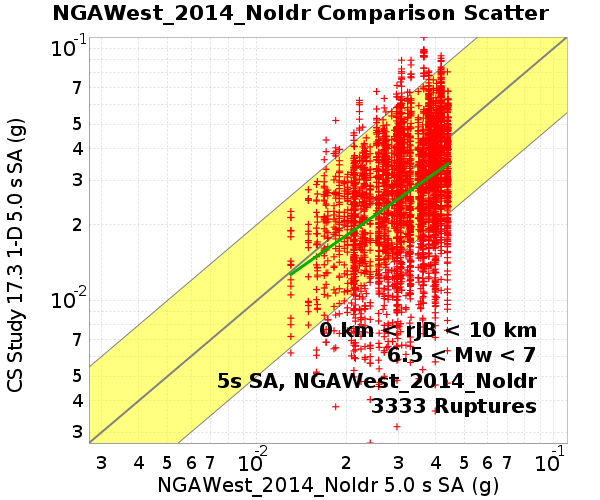 NGAWest_2014_NoIdr Comparison Scatter
CS Study 17.3 1-D 5.0 s SA (g)
10⁻¹
7
5
4
3
2
10⁻²
7
5
4
3
0 km < rJB < 10 km
6.5 < Mw < 7
5s SA, NGAWest_2014_NoIdr
3333 Ruptures
3 4 5 6 7 10⁻² 2 3 4 5 6 7 10⁻¹
NGAWest_2014_NoIdr 5.0 s SA (g)